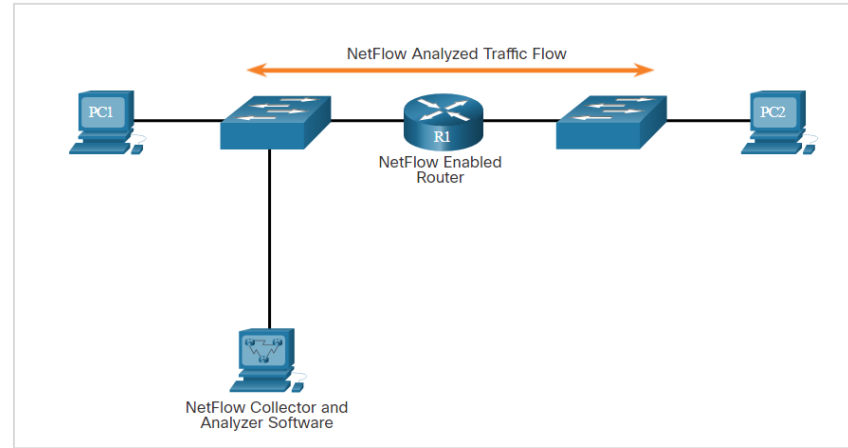 NetFlow Analyzed Traffic Flow
PC1
R1
PC2
NetFlow Enabled
Router
NetFlow Collector and
Analyzer Software